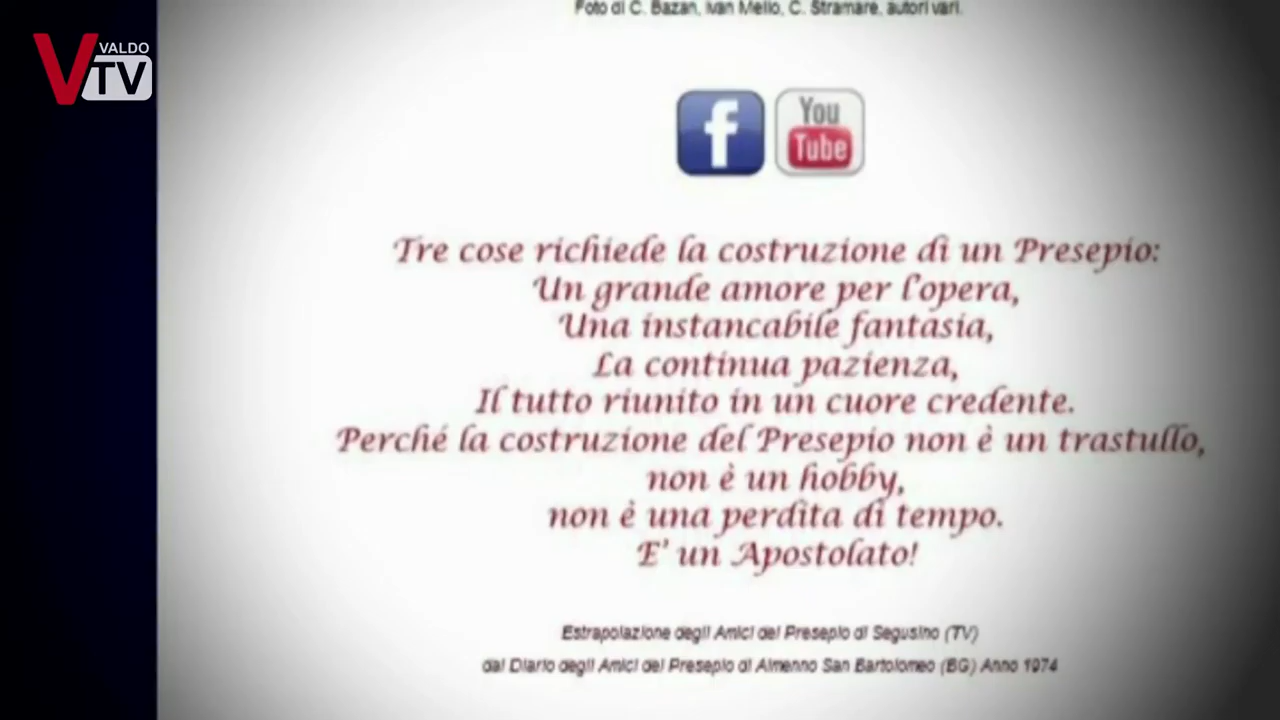 Foto di C. Bazan, Ivan Mello, C. Stramare, autori vari.
VALDO
V TV
f
You
Tube
Tre cose richiede la costruzione di un Presepio:
Un grande amore per l'opera,
Una instancabile fantasia,
La continua pazienza,
Il tutto riunito in un cuore credente.
Perché la costruzione del Presepio non è un trastullo,
non è un hobby,
non è una perdita di tempo.
E' un Apostolato!
Estrapolazione degli Amici del Presepio di Segusino (TV)
dal Diario degli Amici del Presepio di Almenno San Bartolomeo (BG) Anno 1974